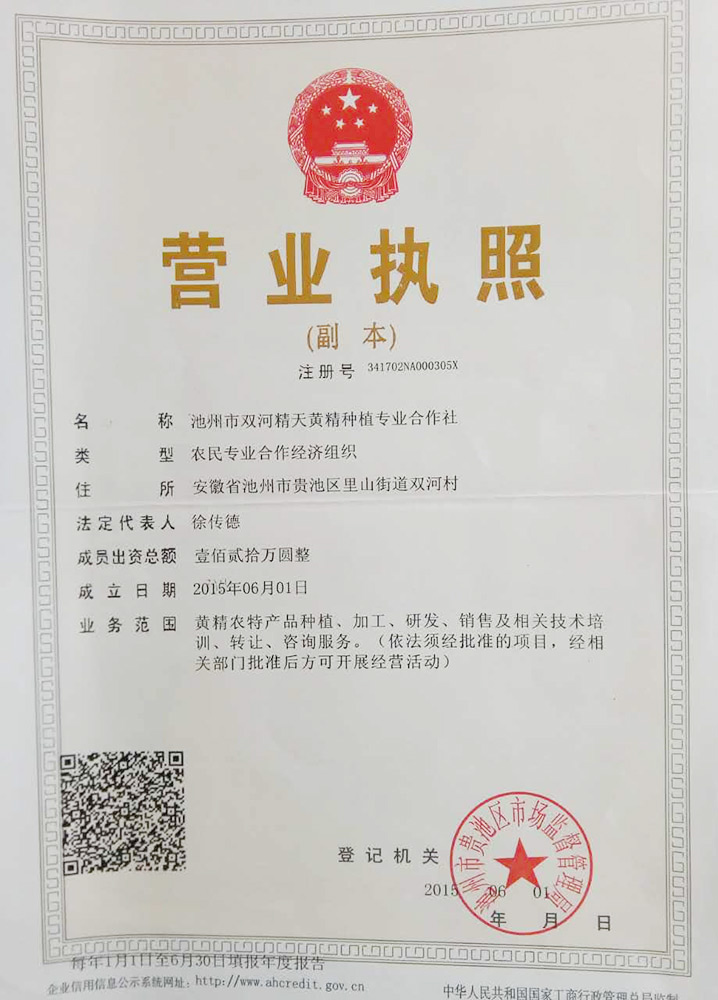 营业执照
(副 本)
注册号 341702NA000305X
名 称 池州市双河精天黄精种植专业合作社
类 型 农民专业合作经济组织
住 所 安徽省池州市贵池区里山街道双河村
法定代表人 徐传德
成员出资总额 壹佰贰拾万圆整
成立日期 2015年06月01日
业务范围 黄精农特产品种植、加工、研发、销售及相关技术培
训、转让、咨询服务。（依法须经批准的项目，经相
关部门批准后方可开展经营活动）
登记机关
池州市贵池区市场监督管理局
2015 06 01
年 月 日
每年1月1日至6月30日填报年度报告
企业信用信息公示系统网址: http://www.ahcredit.gov.cn
中华人民共和国国家工商行政管理总局监制